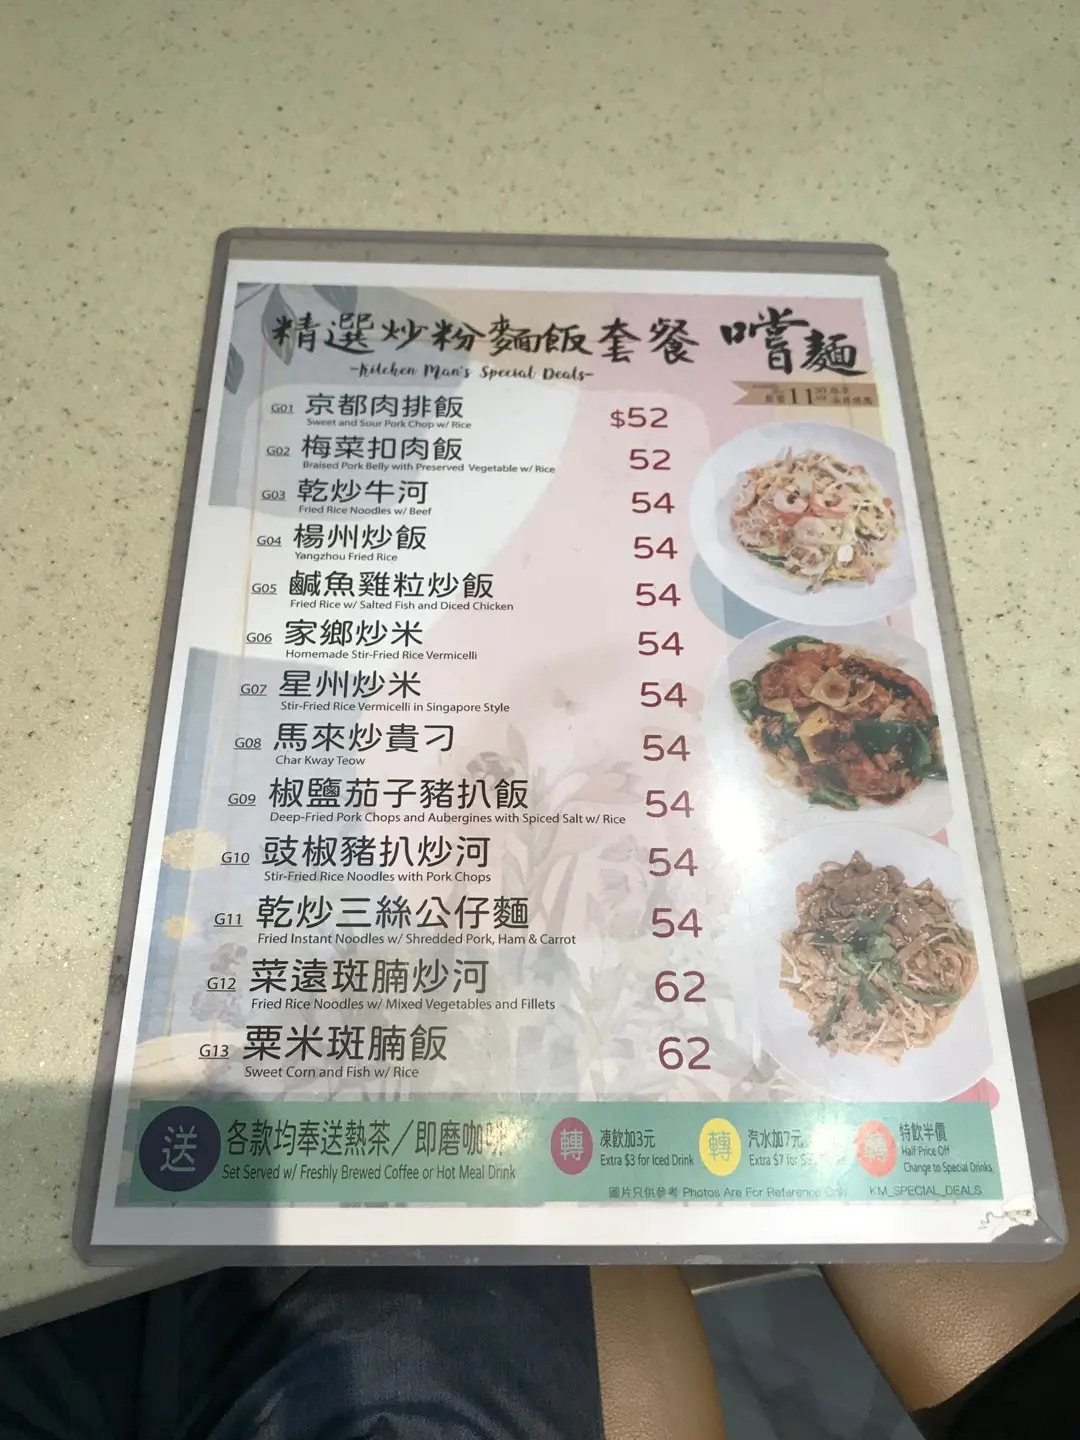 精選炒粉麵飯套餐 嚐麵
-Kitchen Man's Special Deals-
G01 京都肉排飯 $52
Sweet and Sour Pork Chop w/ Rice
G02 梅菜扣肉飯 52
Braised Pork Belly with Preserved Vegetable w/ Rice
G03 乾炒牛河 54
Fried Rice Noodles w/ Beef
G04 楊州炒飯 54
Yangzhou Fried Rice
G05 鹹魚雞粒炒飯 54
Fried Rice w/ Salted Fish and Diced Chicken
G06 家鄉炒米 54
Homemade Stir-Fried Rice Vermicelli
G07 星州炒米 54
Stir-Fried Rice Vermicelli in Singapore Style
G08 馬來炒貴刁 54
Char Kway Teow
G09 椒鹽茄子豬扒飯 54
Deep-Fried Pork Chops and Aubergines with Spiced Salt w/ Rice
G10 豉椒豬扒炒河 54
Stir-Fried Rice Noodles with Pork Chops
G11 乾炒三絲公仔麵 54
Fried Instant Noodles w/ Shredded Pork, Ham & Carrot
G12 菜遠斑腩炒河 62
Fried Rice Noodles w/ Mixed Vegetables and Fillets
G13 粟米斑腩飯 62
Sweet Corn and Fish w/ Rice
送 各款均奉送熱茶／即磨咖啡
Set Served w/ Freshly Brewed Coffee or Hot Meal Drink
轉 凍飲加3元
Extra $3 for Iced Drink
轉 汽水加7元
Extra $7 for
轉 特飲半價
Half Price Off
Change to Special Drinks
圖片只供參考 Photos Are For Referance Only KM_SPECIAL_DEALS